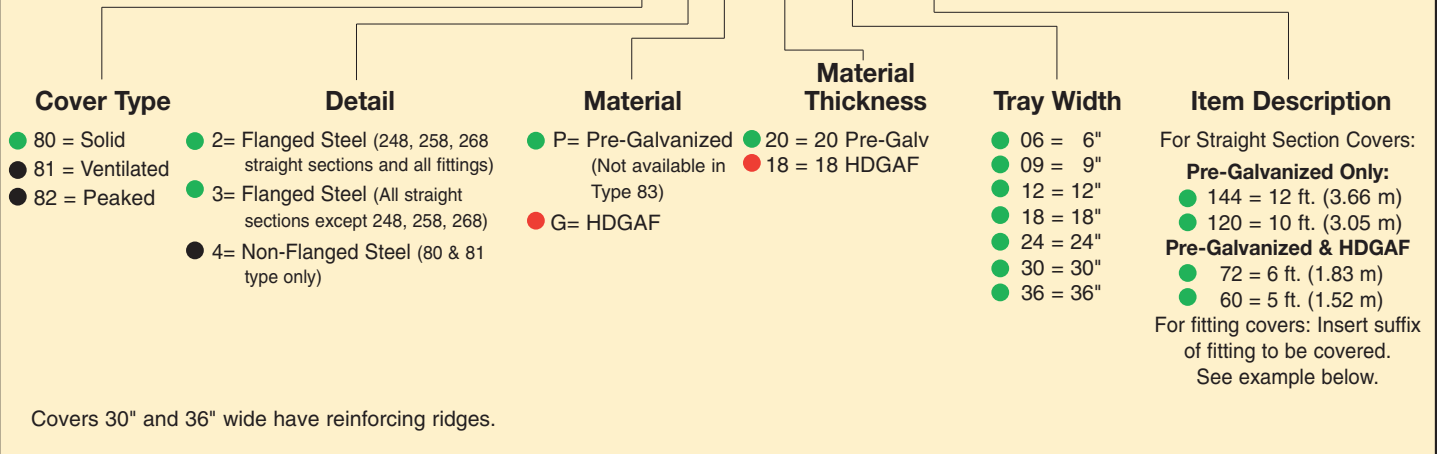 Cover Type
80 = Solid
81 = Ventilated
82 = Peaked
Detail
2= Flanged Steel (248, 258, 268
straight sections and all fittings)
3= Flanged Steel (All straight
sections except 248, 258, 268)
4= Non-Flanged Steel (80 & 81
type only)
Material
P= Pre-Galvanized
(Not available in
Type 83)
G= HDGAF
Material
Thickness
20 = 20 Pre-Galv
18 = 18 HDGAF
Tray Width
06 = 6"
09 = 9"
12 = 12"
18 = 18"
24 = 24"
30 = 30"
36 = 36"
Item Description
For Straight Section Covers:
Pre-Galvanized Only:
144 = 12 ft. (3.66 m)
120 = 10 ft. (3.05 m)
Pre-Galvanized & HDGAF
72 = 6 ft. (1.83 m)
60 = 5 ft. (1.52 m)
For fitting covers: Insert suffix
of fitting to be covered.
See example below.
Covers 30" and 36" wide have reinforcing ridges.